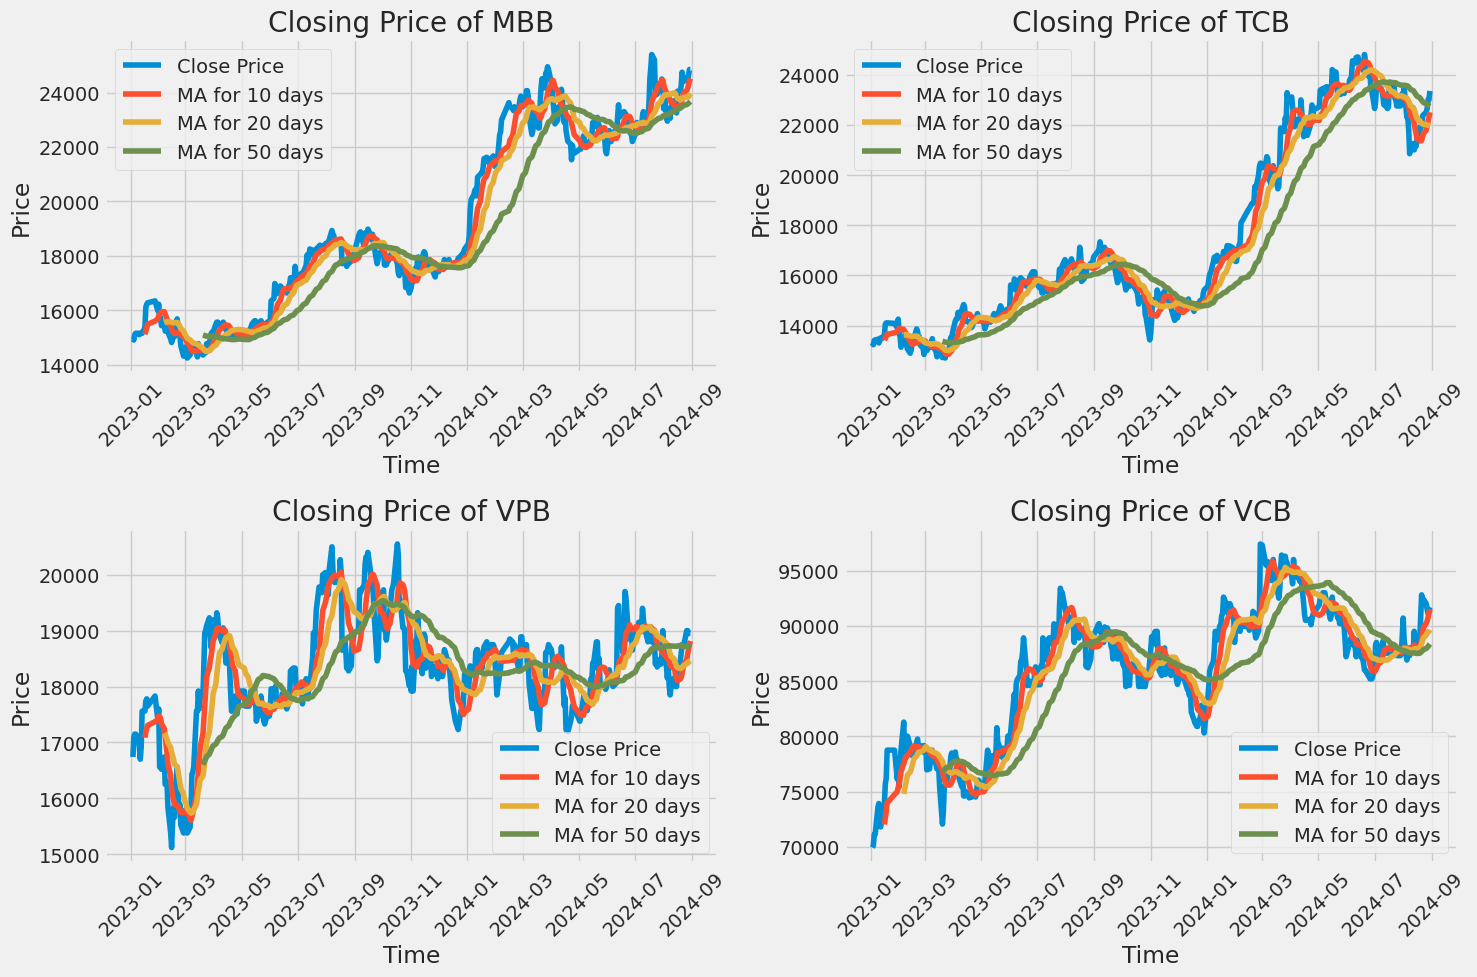 Closing Price of MBB
Close Price
MA for 10 days
MA for 20 days
MA for 50 days
Price
24000
22000
20000
18000
16000
14000
2023-01
2023-03
2023-05
2023-07
2023-09
2023-11
2024-01
2024-03
2024-05
2024-07
2024-09
Time
Closing Price of TCB
Close Price
MA for 10 days
MA for 20 days
MA for 50 days
Price
24000
22000
20000
18000
16000
14000
2023-01
2023-03
2023-05
2023-07
2023-09
2023-11
2024-01
2024-03
2024-05
2024-07
2024-09
Time
Closing Price of VPB
Price
20000
19000
18000
17000
16000
15000
Close Price
MA for 10 days
MA for 20 days
MA for 50 days
2023-01
2023-03
2023-05
2023-07
2023-09
2023-11
2024-01
2024-03
2024-05
2024-07
2024-09
Time
Closing Price of VCB
Price
95000
90000
85000
80000
75000
70000
Close Price
MA for 10 days
MA for 20 days
MA for 50 days
2023-01
2023-03
2023-05
2023-07
2023-09
2023-11
2024-01
2024-03
2024-05
2024-07
2024-09
Time